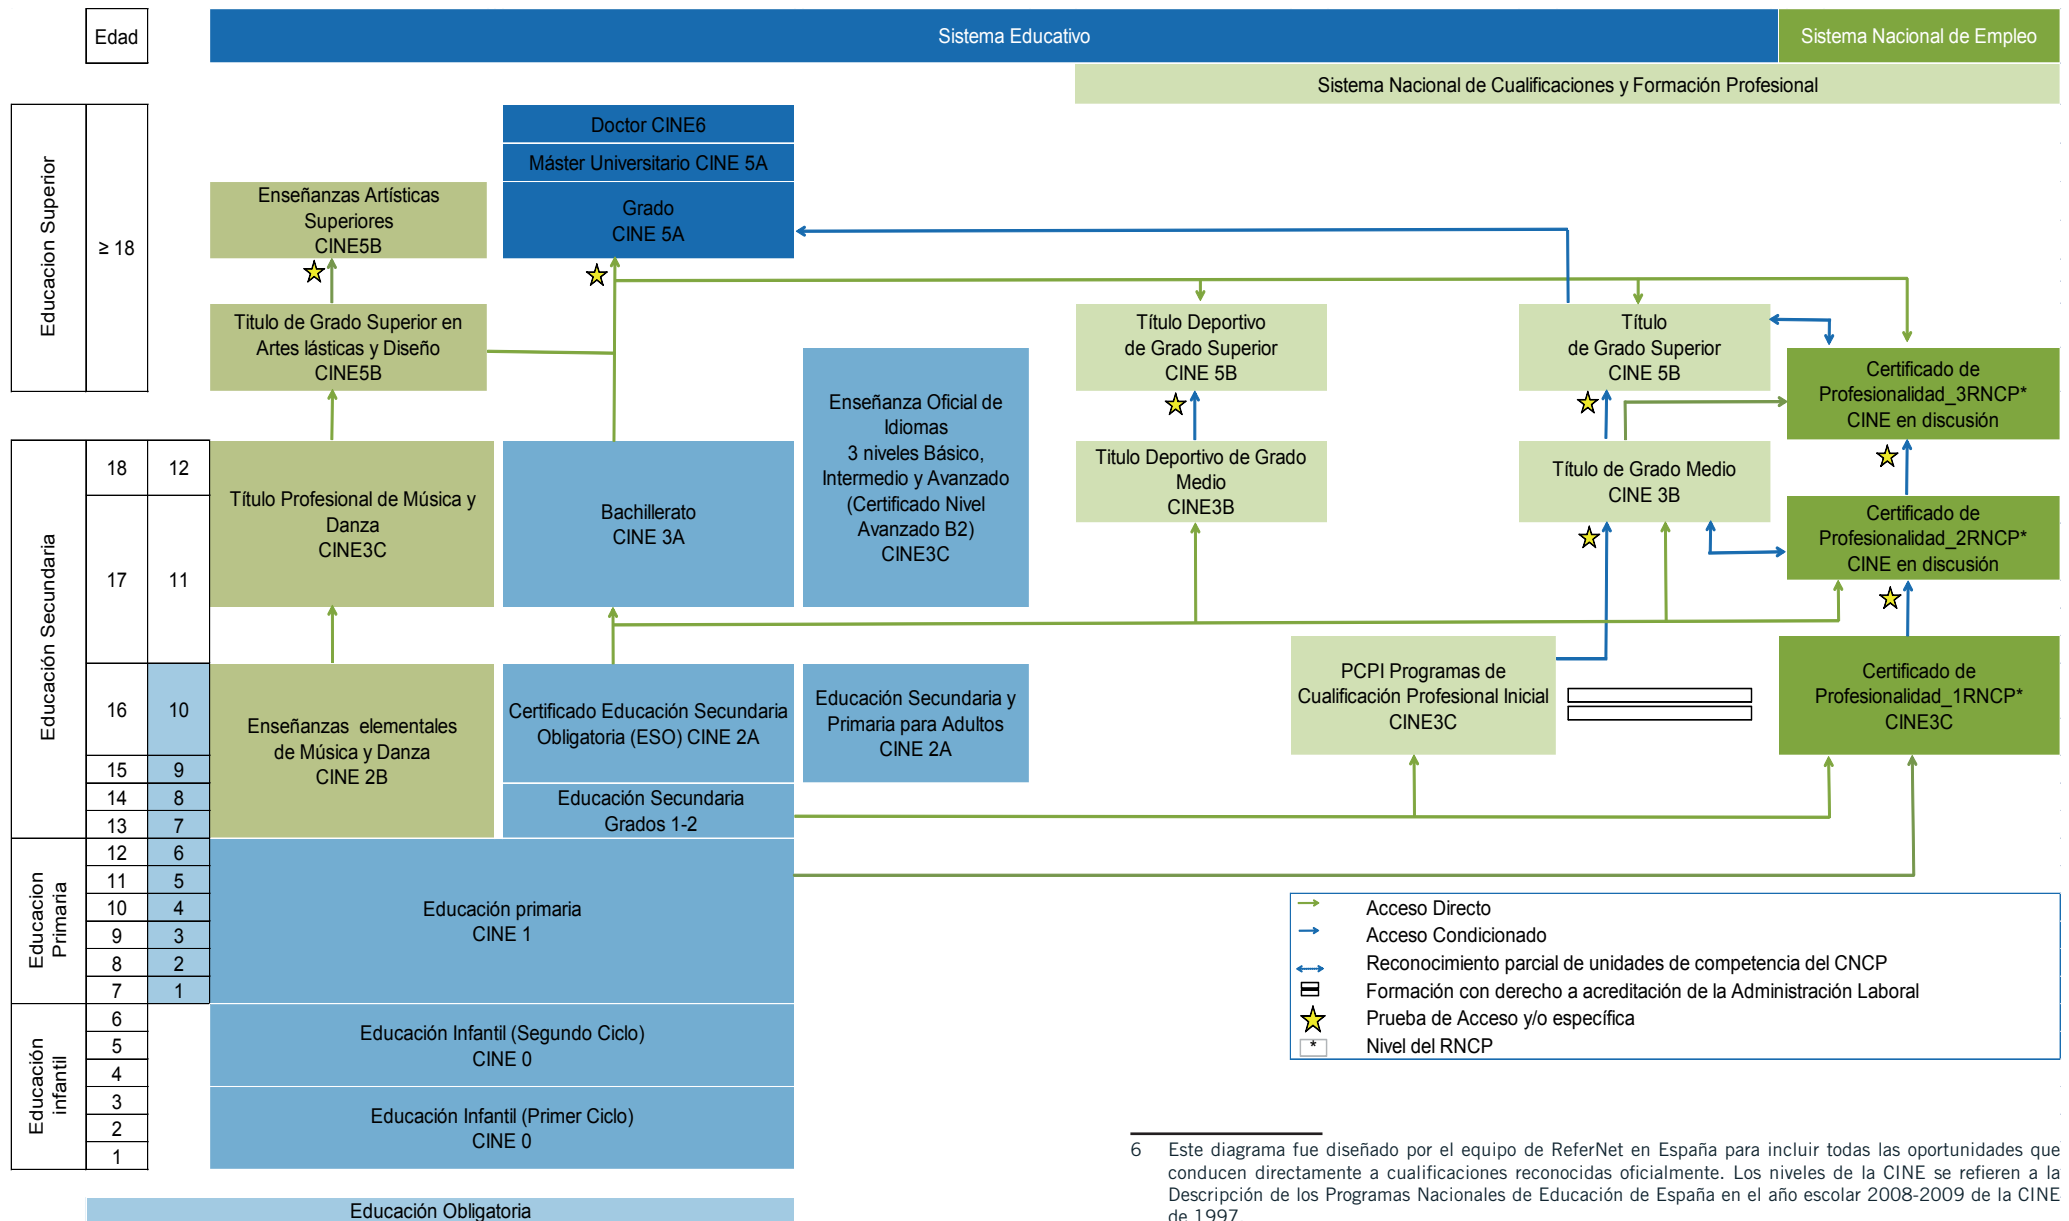 Edad
Sistema Educativo
Sistema Nacional de Empleo
Sistema Nacional de Cualificaciones y Formación Profesional
Educacion Superior
≥ 18
Doctor CINE6
Máster Universitario CINE 5A
Grado
CINE 5A
Enseñanzas Artísticas
Superiores
CINE5B
Titulo de Grado Superior en
Artes lásticas y Diseño
CINE5B
Enseñanza Oficial de
Idiomas
3 niveles Básico,
Intermedio y Avanzado
(Certificado Nivel
Avanzado B2)
CINE3C
Título Deportivo
de Grado Superior
CINE 5B
Título
de Grado Superior
CINE 5B
Certificado de
Profesionalidad_3RNCP*
CINE en discusión
Educación Secundaria
18
12
17
11
16
10
15
9
14
8
13
7
Título Profesional de Música y
Danza
CINE3C
Bachillerato
CINE 3A
Titulo Deportivo de Grado
Medio
CINE3B
Título de Grado Medio
CINE 3B
Certificado de
Profesionalidad_2RNCP*
CINE en discusión
Enseñanzas elementales
de Música y Danza
CINE 2B
Certificado Educación Secundaria
Obligatoria (ESO) CINE 2A
Educación Secundaria y
Primaria para Adultos
CINE 2A
PCPI Programas de
Cualificación Profesional Inicial
CINE3C
Certificado de
Profesionalidad_1RNCP*
CINE3C
Educación Secundaria
Grados 1-2
Educacion
Primaria
12
6
11
5
10
4
9
3
8
2
7
1
Educación primaria
CINE 1
Acceso Directo
Acceso Condicionado
Reconocimiento parcial de unidades de competencia del CNCP
Formación con derecho a acreditación de la Administración Laboral
Prueba de Acceso y/o específica
* Nivel del RNCP
Educación
infantil
6
5
4
3
2
1
Educación Infantil (Segundo Ciclo)
CINE 0
Educación Infantil (Primer Ciclo)
CINE 0
Educación Obligatoria
6 Este diagrama fue diseñado por el equipo de ReferNet en España para incluir todas las oportunidades que
conducen directamente a cualificaciones reconocidas oficialmente. Los niveles de la CINE se refieren a la
Descripción de los Programas Nacionales de Educación de España en el año escolar 2008-2009 de la CINE
de 1997